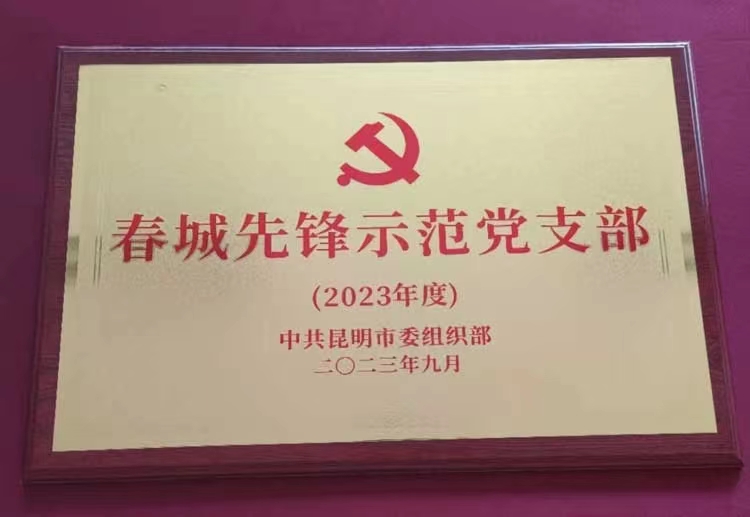 春城先锋示范党支部
(2023年度)
中共昆明市委组织部
二〇二三年九月